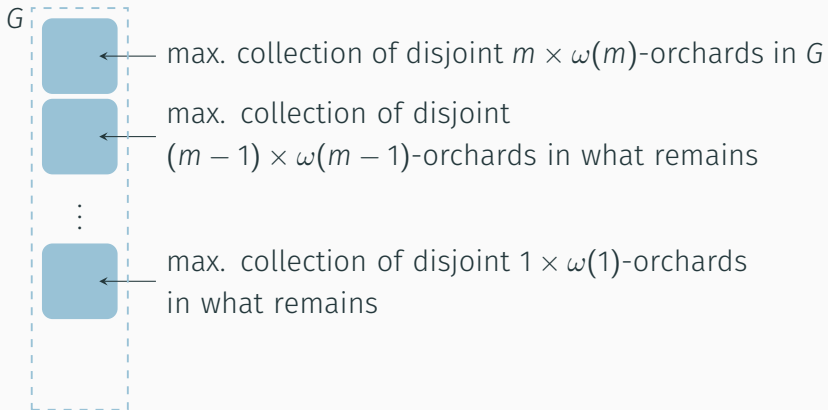 G
max. collection of disjoint m × ω(m)-orchards in G
max. collection of disjoint
(m − 1) × ω(m − 1)-orchards in what remains
⋮
max. collection of disjoint 1 × ω(1)-orchards
in what remains